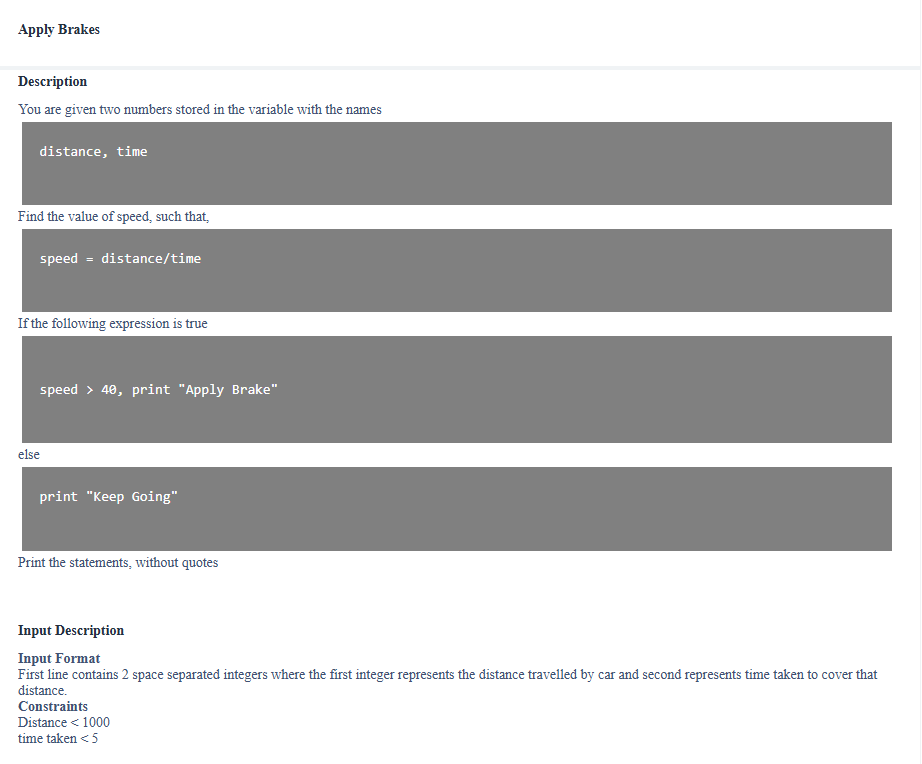 Apply Brakes
Description
You are given two numbers stored in the variable with the names
distance, time
Find the value of speed, such that,
speed = distance/time
If the following expression is true
speed > 40, print "Apply Brake"
else
print "Keep Going"
Print the statements, without quotes
Input Description
Input Format
First line contains 2 space separated integers where the first integer represents the distance travelled by car and second represents time taken to cover that
distance.
Constraints
Distance < 1000
time taken < 5